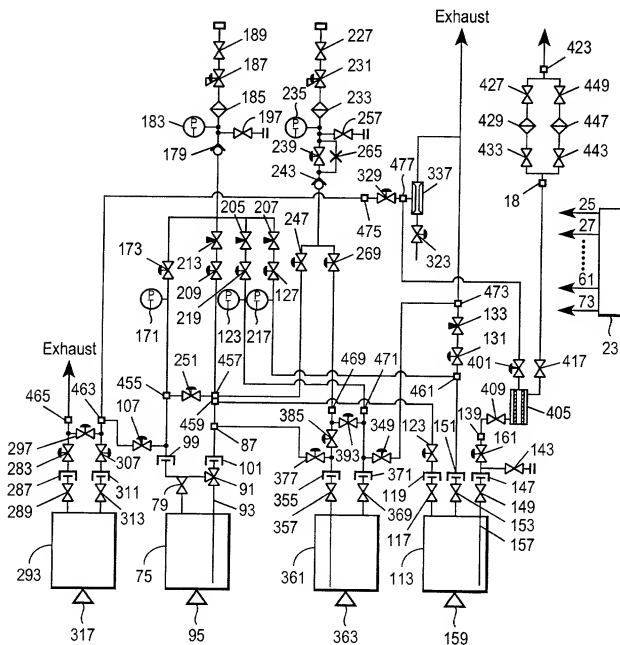 Exhaust
189 227 423
187 231 427 449
185 235 233
183 P I 197 P I 257 429 447
179 239 265 433 443
243 477 337
329 18
205 207 247 475 25
173 213 269 323 27
209 473 61
P I P I P I 127 133 73
171 219 123 217 131 23
Exhaust 251 457 401 417
465 463 455 469 471 461 409
107 459 385 139 405
297 99 87 349 123 151 161 143
283 307 101 377 393
287 311 91 355 371 119 147
289 313 79 93 357 369 117 153 149
293 75 361 113 157
317 95 363 159